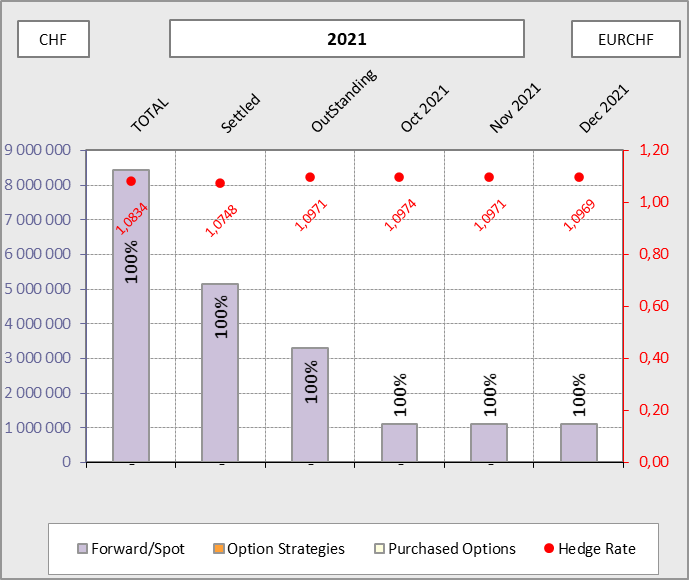 CHF
2021
EURCHF
TOTAL
Settled
OutStanding
Oct 2021
Nov 2021
Dec 2021
9 000 000
8 000 000
7 000 000
6 000 000
5 000 000
4 000 000
3 000 000
2 000 000
1 000 000
0
1,20
1,00
0,80
0,60
0,40
0,20
0,00
1,0834
1,0748
1,0971
1,0974
1,0971
1,0969
100%
100%
100%
100%
100%
100%
Forward/Spot
Option Strategies
Purchased Options
Hedge Rate